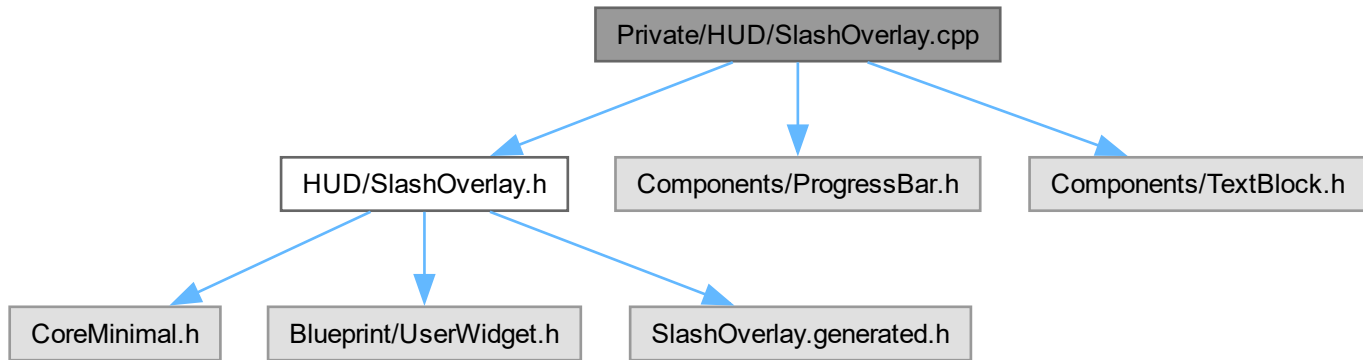 Private/HUD/SlashOverlay.cpp
HUD/SlashOverlay.h
Components/ProgressBar.h
Components/TextBlock.h
CoreMinimal.h
Blueprint/UserWidget.h
SlashOverlay.generated.h